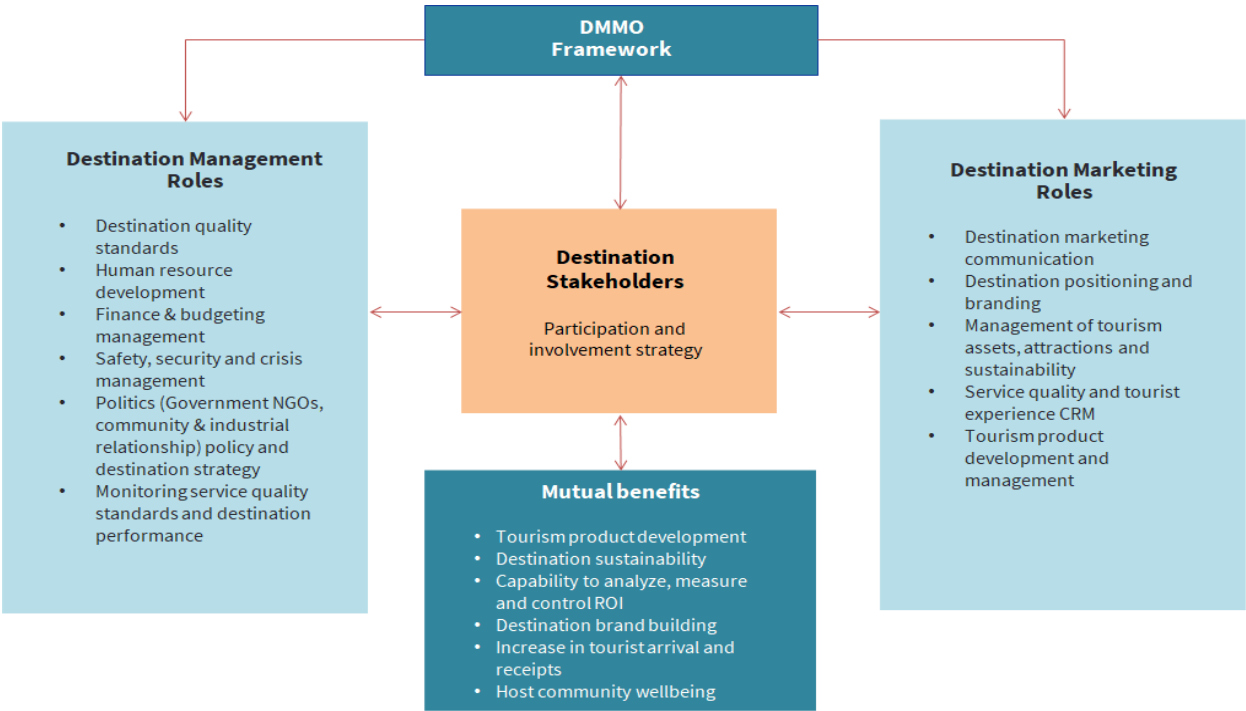 DMMO
Framework
Destination Management
Roles
• Destination quality
standards
• Human resource
development
• Finance & budgeting
management
• Safety, security and crisis
management
• Politics (Government NGOs,
community & industrial
relationship) policy and
destination strategy
• Monitoring service quality
standards and destination
performance
Destination
Stakeholders
Participation and
involvement strategy
Destination Marketing
Roles
• Destination marketing
communication
• Destination positioning and
branding
• Management of tourism
assets, attractions and
sustainability
• Service quality and tourist
experience CRM
• Tourism product
development and
management
Mutual benefits
• Tourism product development
• Destination sustainability
• Capability to analyze, measure
and control ROI
• Destination brand building
• Increase in tourist arrival and
receipts
• Host community wellbeing